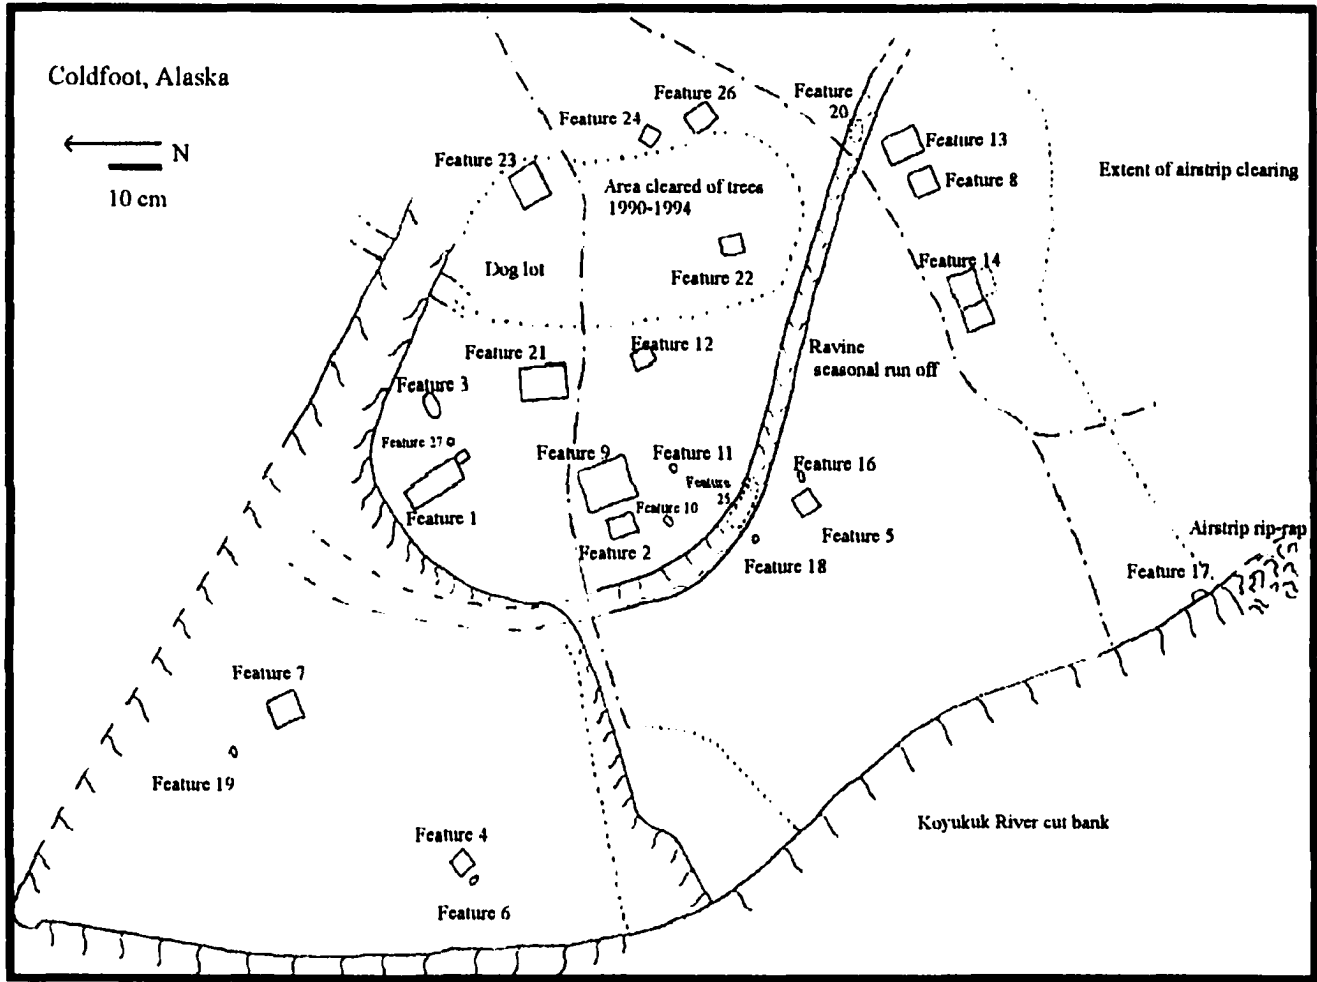 Coldfoot, Alaska
N
10 cm
Feature 26
Feature 24
Feature 23
Feature
20
Feature 13
Feature 8
Extent of airstrip clearing
Area cleared of trees
1990-1994
Feature 14
Dog lot
Feature 22
Feature 12
Feature 21
Ravine
seasonal run off
Feature 3
Feature 27
Feature 9
Feature 11
Feature
25
Feature 16
Feature 10
Feature 1
Feature 2
Feature 5
Feature 18
Airstrip rip-rap
Feature 17
Feature 7
Feature 19
Feature 4
Feature 6
Koyukuk River cut bank